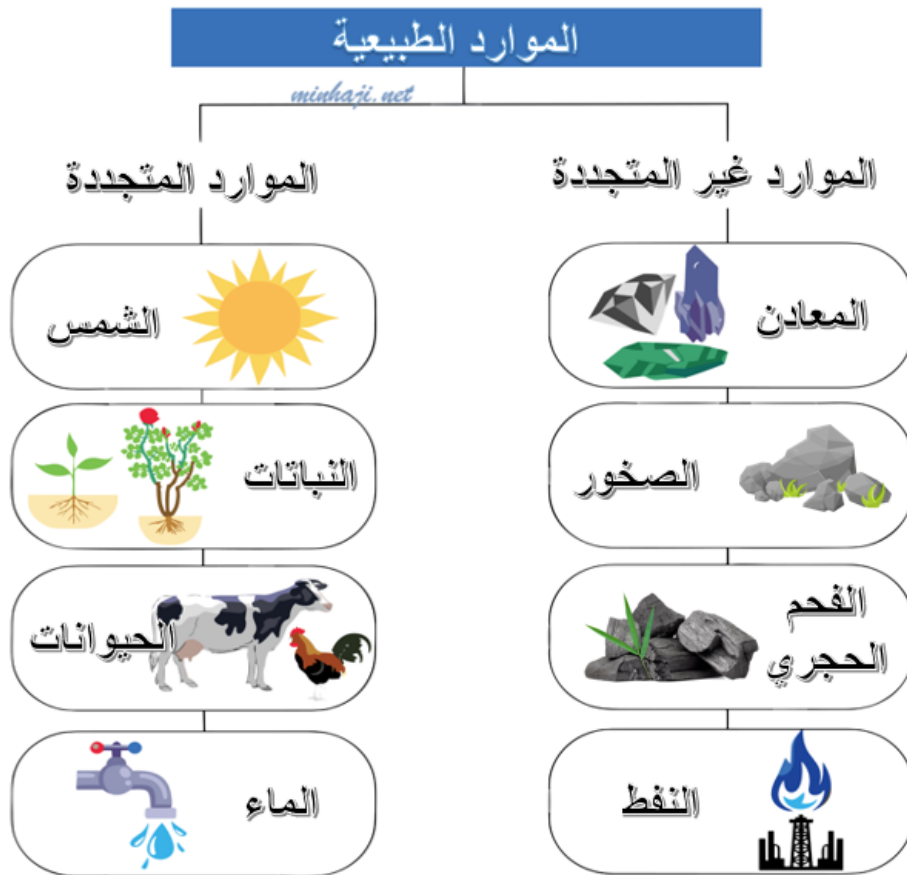 الموارد الطبيعية
minhaji.net
الموارد غير المتجددة
المعادن
الصخور
الفحم
الحجري
النفط
الموارد المتجددة
الشمس
النباتات
الحيوانات
الماء